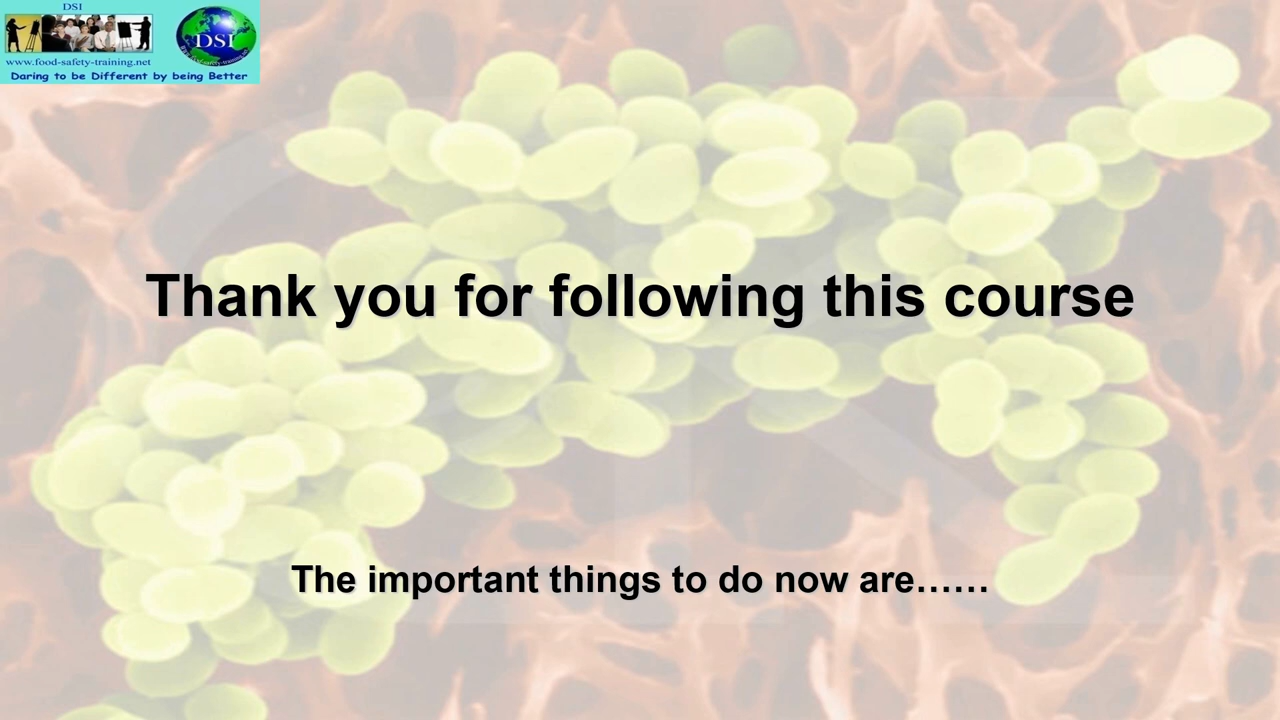 DSI
DSI
www.food-safety-training.net
Daring to be Different by being Better
Thank you for following this course
The important things to do now are……